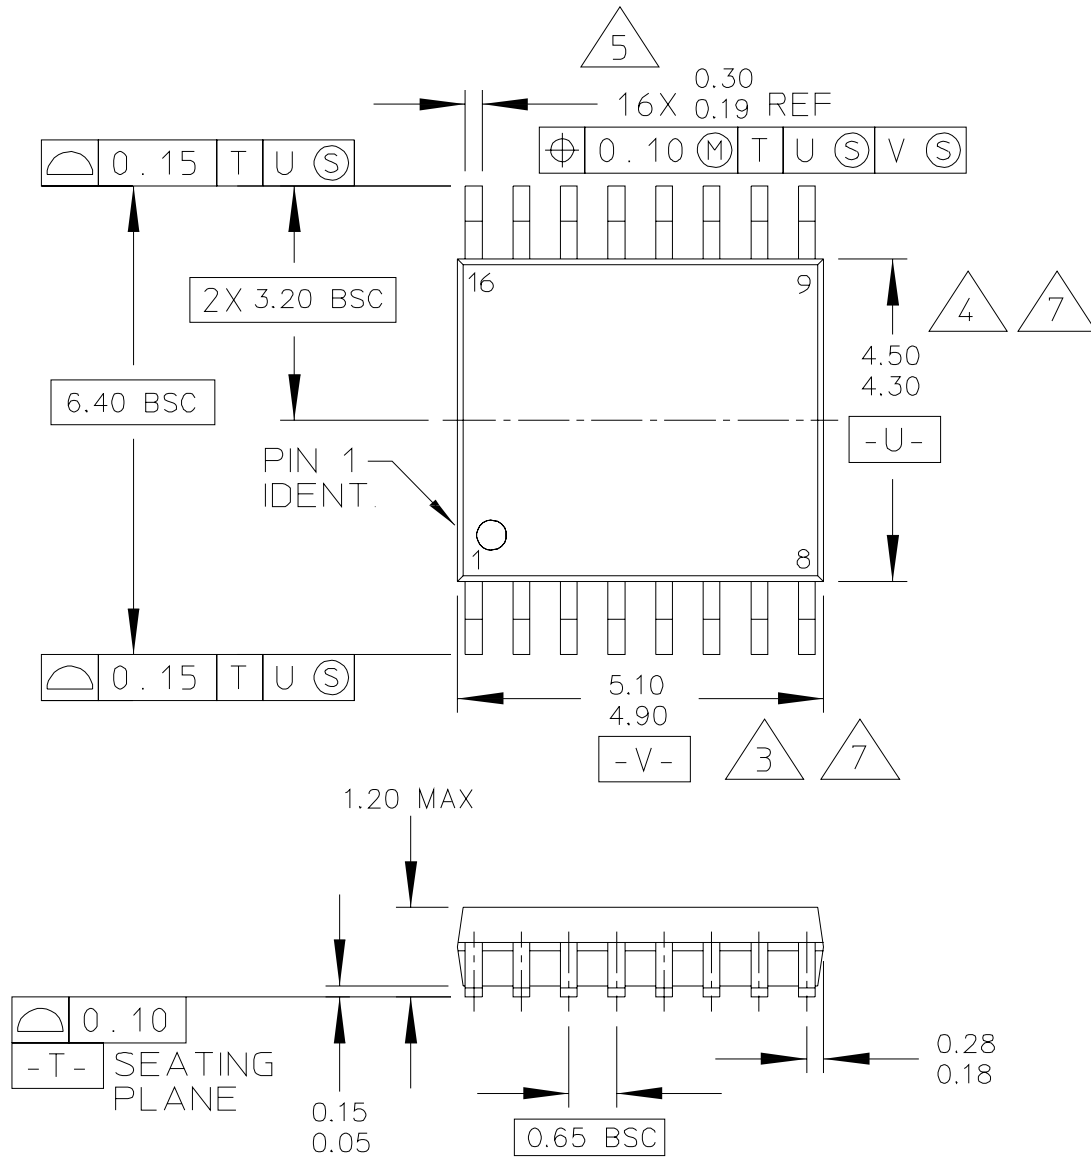 5
0.30
16X 0.19 REF
0.15 T U Ⓢ
0.10 Ⓜ T U Ⓢ V Ⓢ
2X 3.20 BSC
16
9
4
7
4.50
4.30
6.40 BSC
-U-
PIN 1
IDENT.
1
8
0.15 T U Ⓢ
5.10
4.90
-V-
3
7
1.20 MAX
0.10
-T- SEATING
PLANE
0.28
0.18
0.15
0.05
0.65 BSC